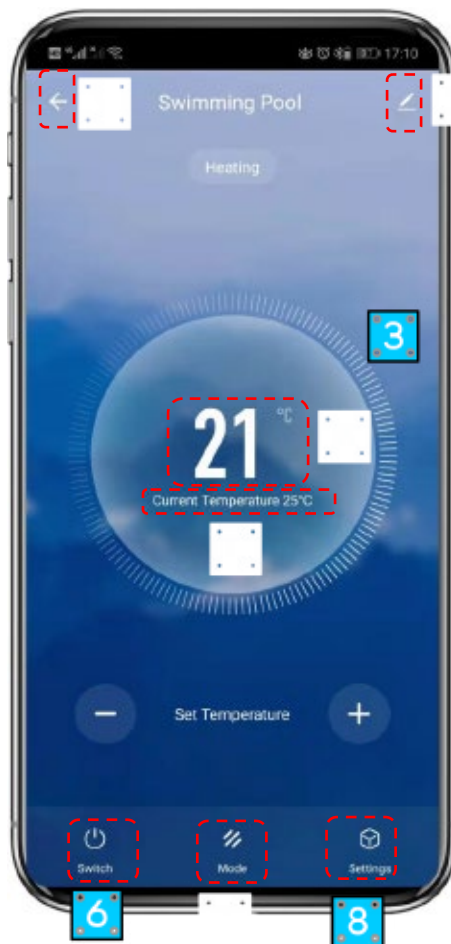 17:10
Swimming Pool
Heating
3
21 °C
Current Temperature 25°C
Set Temperature
Switch Mode Settings
6 8